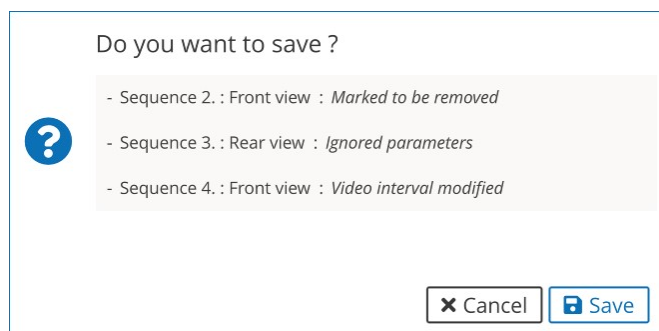 Do you want to save ?
- Sequence 2. : Front view : Marked to be removed
- Sequence 3. : Rear view : Ignored parameters
- Sequence 4. : Front view : Video interval modified
Cancel
Save